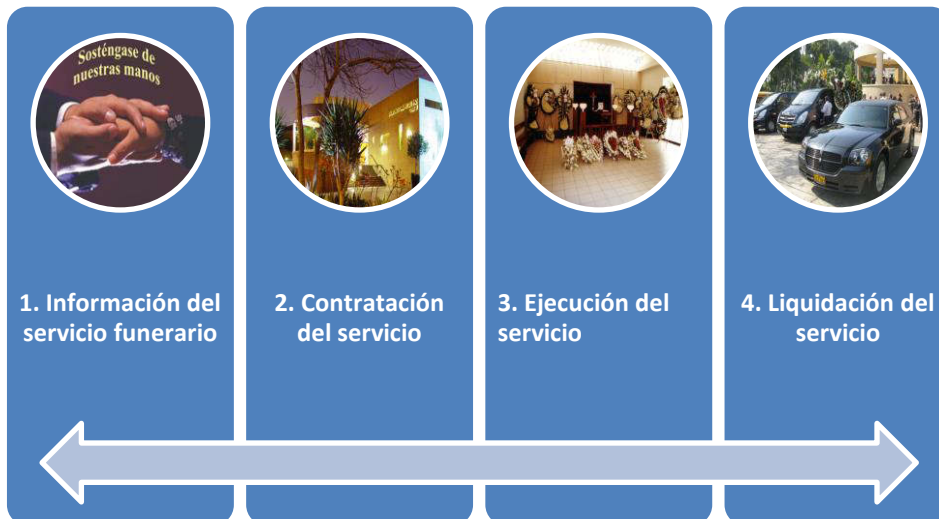 Sosténgase de
nuestras manos
1. Información del
servicio funerario
2. Contratación
del servicio
3. Ejecución del
servicio
4. Liquidación del
servicio